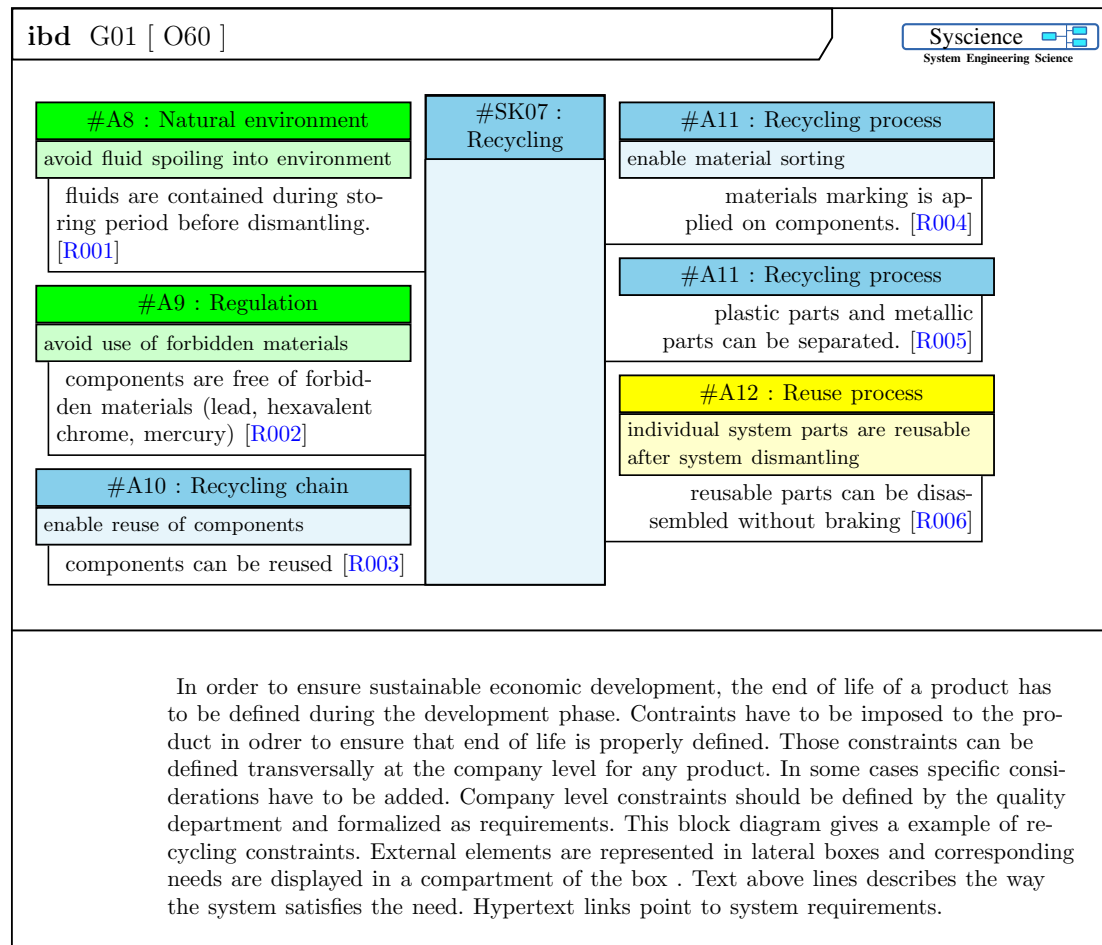 ibd G01 [ O60 ]
Syscience
System Engineering Science
#A8 : Natural environment
avoid fluid spoiling into environment
fluids are contained during sto-
ring period before dismantling.
[R001]
#A9 : Regulation
avoid use of forbidden materials
components are free of forbid-
den materials (lead, hexavalent
chrome, mercury) [R002]
#A10 : Recycling chain
enable reuse of components
components can be reused [R003]
#SK07 :
Recycling
#A11 : Recycling process
enable material sorting
materials marking is ap-
plied on components. [R004]
#A11 : Recycling process
plastic parts and metallic
parts can be separated. [R005]
#A12 : Reuse process
individual system parts are reusable
after system dismantling
reusable parts can be disas-
sembled without braking [R006]
In order to ensure sustainable economic development, the end of life of a product has
to be defined during the development phase. Contraints have to be imposed to the pro-
duct in odrer to ensure that end of life is properly defined. Those constraints can be
defined transversally at the company level for any product. In some cases specific consi-
derations have to be added. Company level constraints should be defined by the quality
department and formalized as requirements. This block diagram gives a example of re-
cycling constraints. External elements are represented in lateral boxes and corresponding
needs are displayed in a compartment of the box . Text above lines describes the way
the system satisfies the need. Hypertext links point to system requirements.